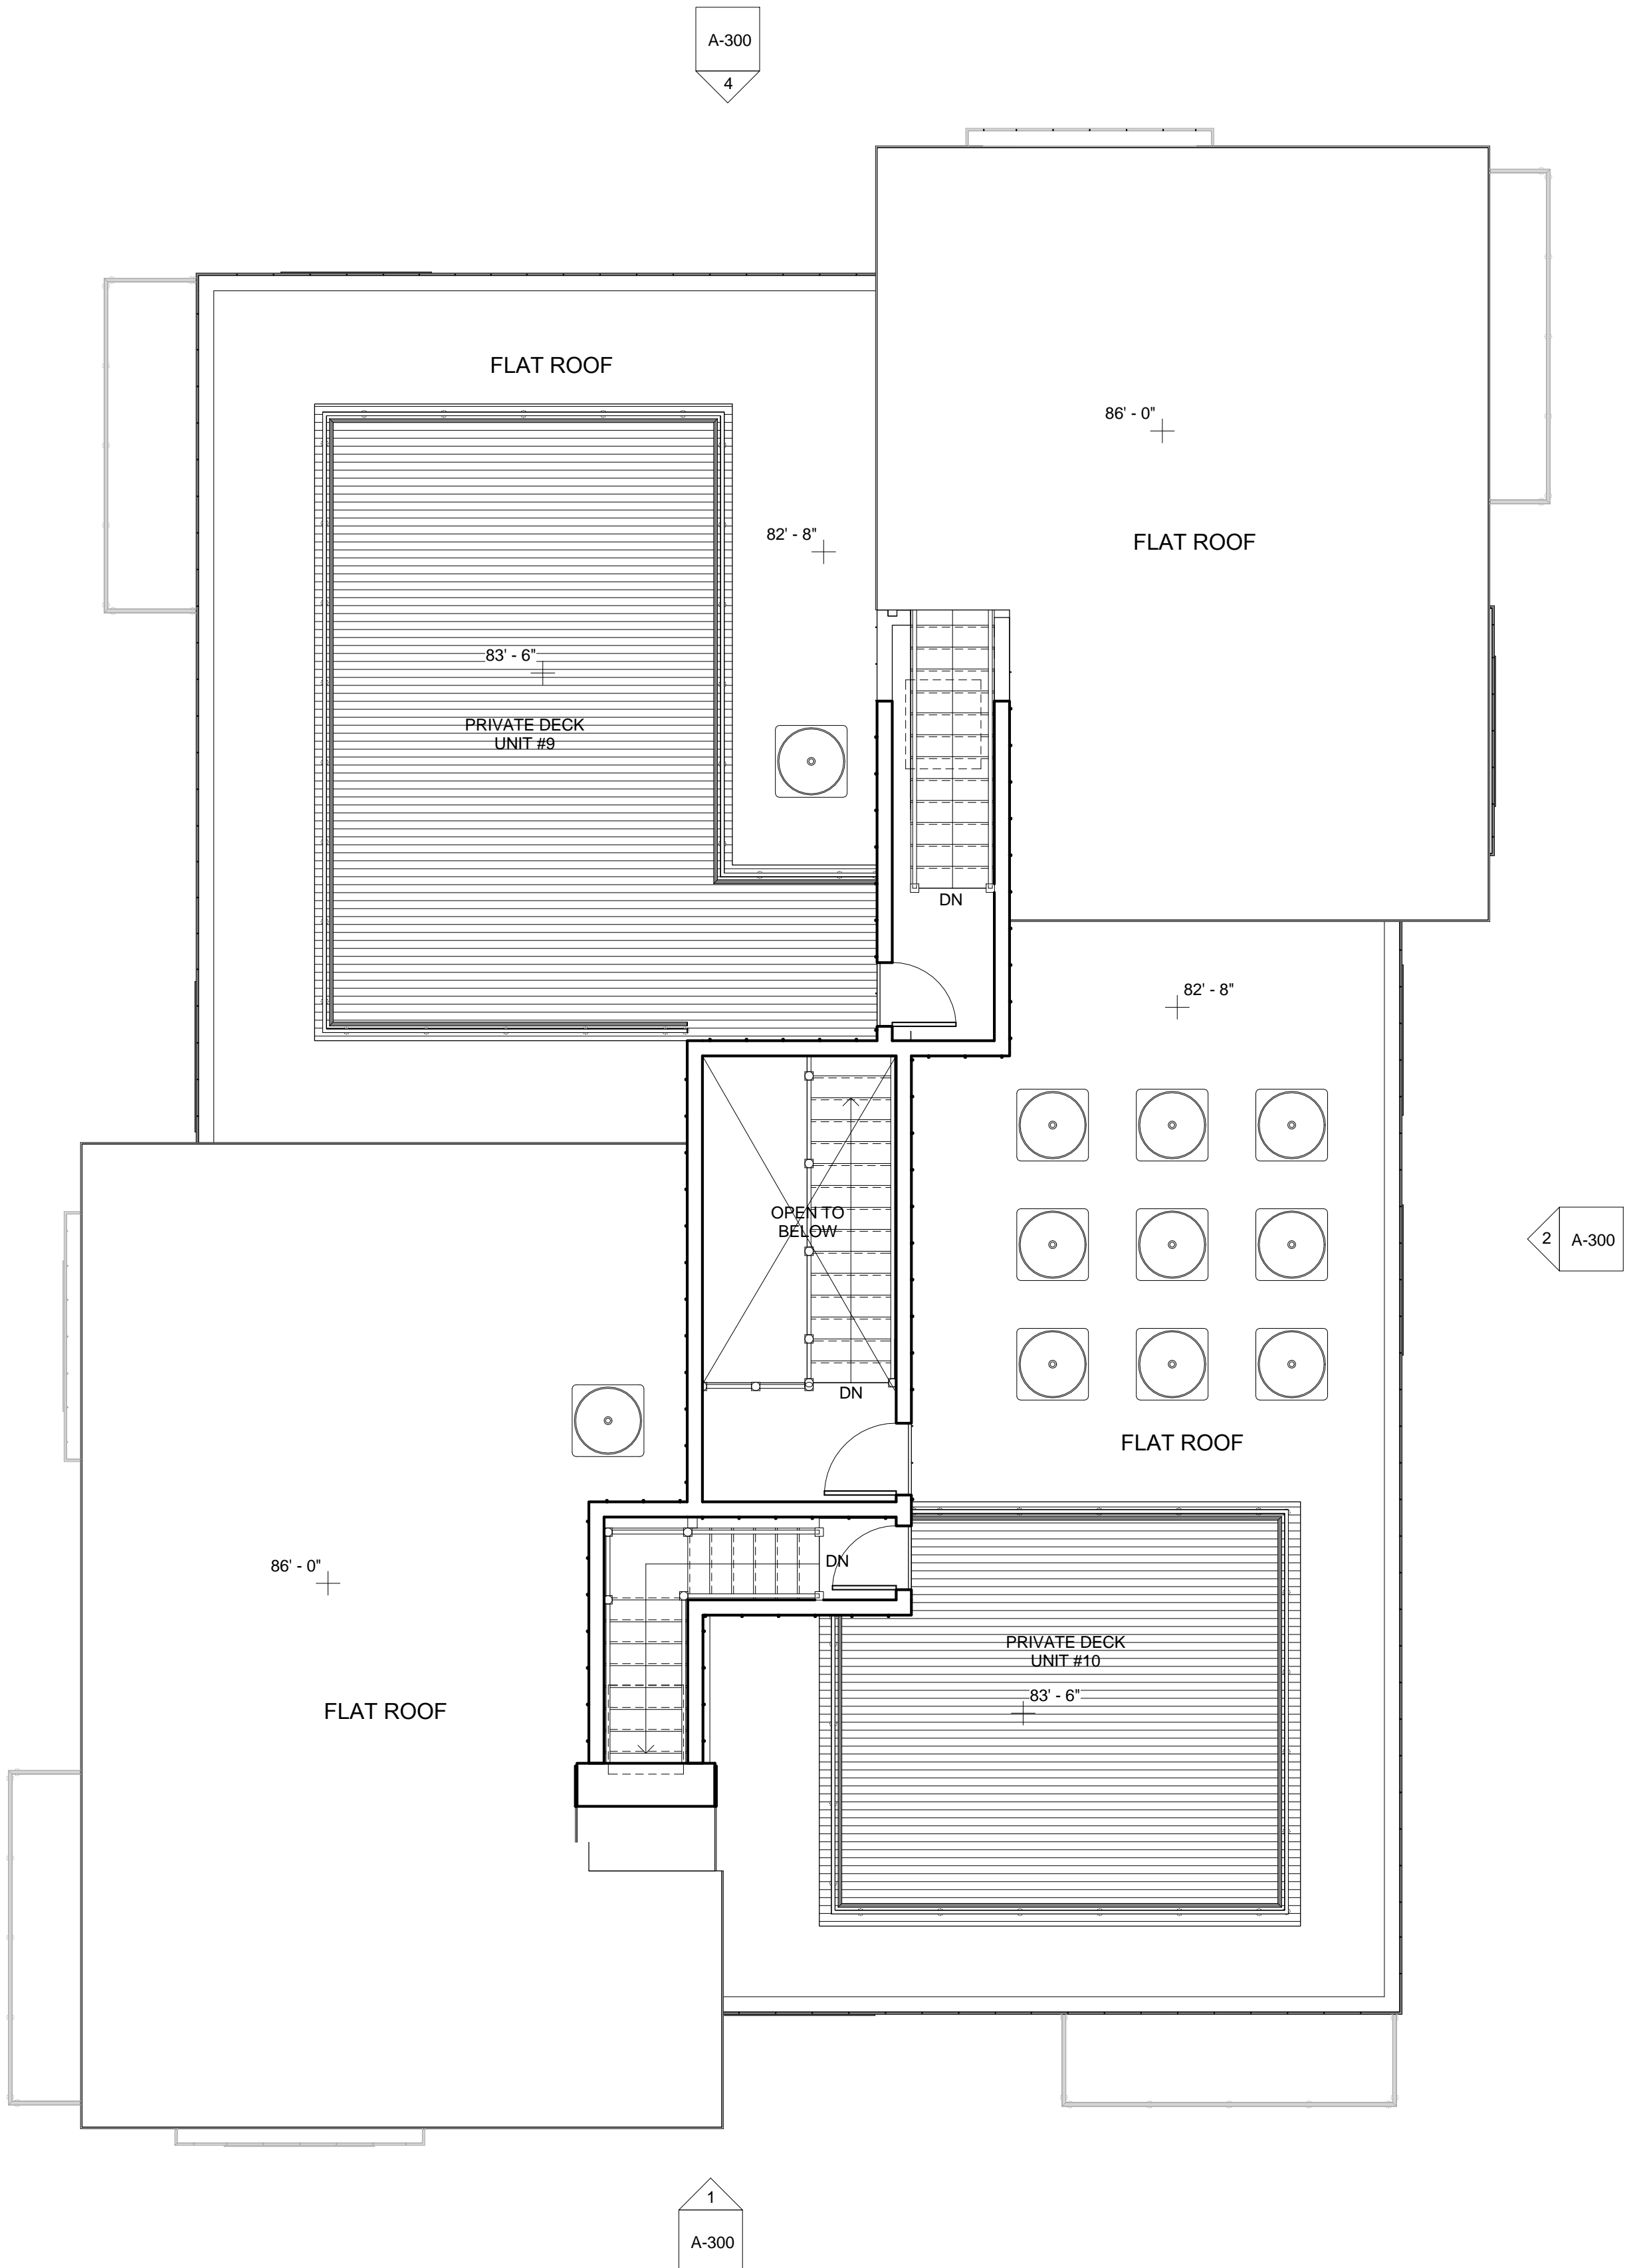 A-300
4
FLAT ROOF
86' - 0"
82' - 8"
FLAT ROOF
83' - 6"
PRIVATE DECK
UNIT #9
DN
82' - 8"
OPEN TO
BELOW
2 A-300
DN
FLAT ROOF
DN
86' - 0"
PRIVATE DECK
UNIT #10
83' - 6"
FLAT ROOF
1
A-300